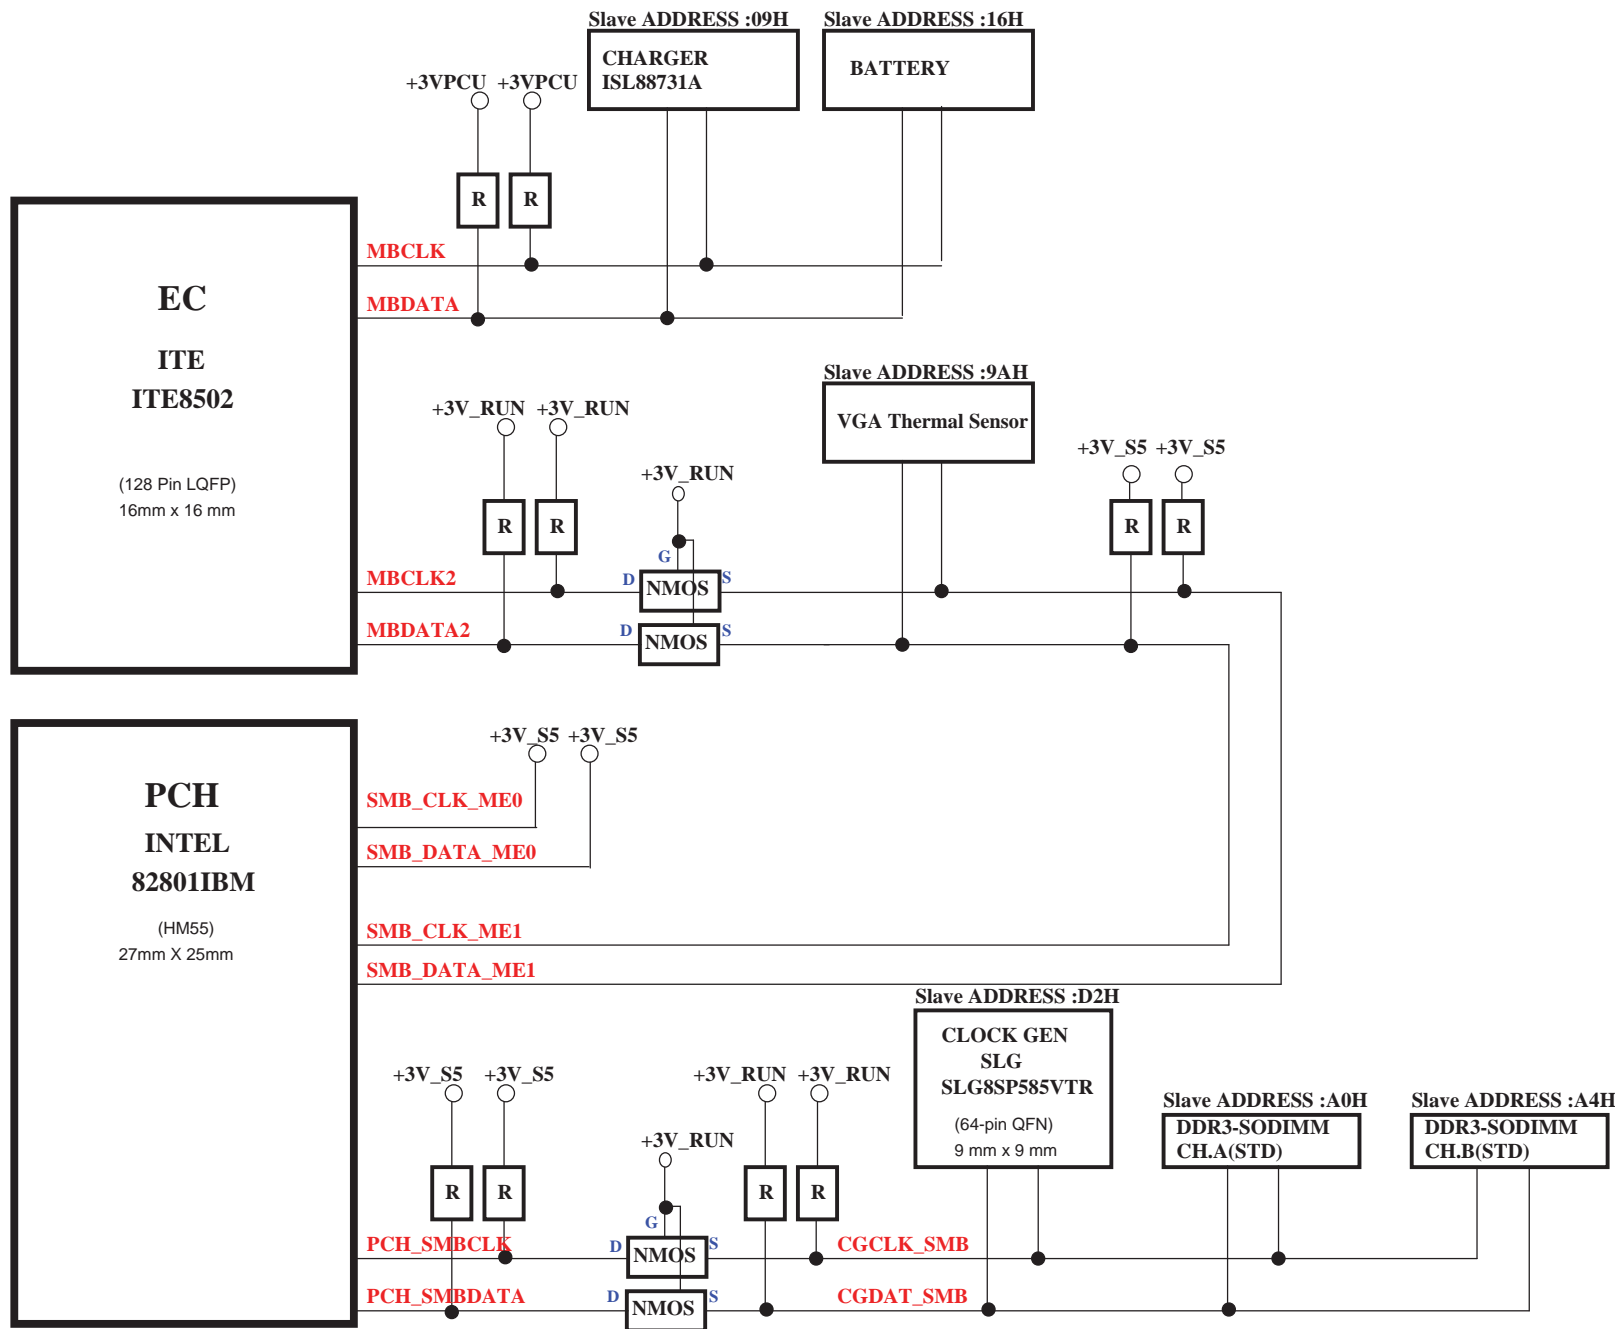 Slave ADDRESS :09H
Slave ADDRESS :16H
CHARGER
ISL88731A
BATTERY
+3VPCU
+3VPCU
R
R
MBCLK
MBDATA
EC
ITE
ITE8502
(128 Pin LQFP)
16mm x 16 mm
Slave ADDRESS :9AH
VGA Thermal Sensor
+3V_RUN
+3V_RUN
+3V_RUN
+3V_S5
+3V_S5
R
R
R
R
G
MBCLK2
D
NMOS
S
MBDATA2
D
NMOS
S
PCH
INTEL
82801IBM
(HM55)
27mm X 25mm
+3V_S5
+3V_S5
SMB_CLK_ME0
SMB_DATA_ME0
SMB_CLK_ME1
SMB_DATA_ME1
Slave ADDRESS :D2H
CLOCK GEN
SLG
SLG8SP585VTR
(64-pin QFN)
9 mm x 9 mm
Slave ADDRESS :A0H
DDR3-SODIMM
CH.A(STD)
Slave ADDRESS :A4H
DDR3-SODIMM
CH.B(STD)
+3V_S5
+3V_S5
+3V_RUN
+3V_RUN
+3V_RUN
R
R
R
R
G
PCH_SMBCLK
D
NMOS
S
CGCLK_SMB
PCH_SMBDATA
D
NMOS
S
CGDAT_SMB